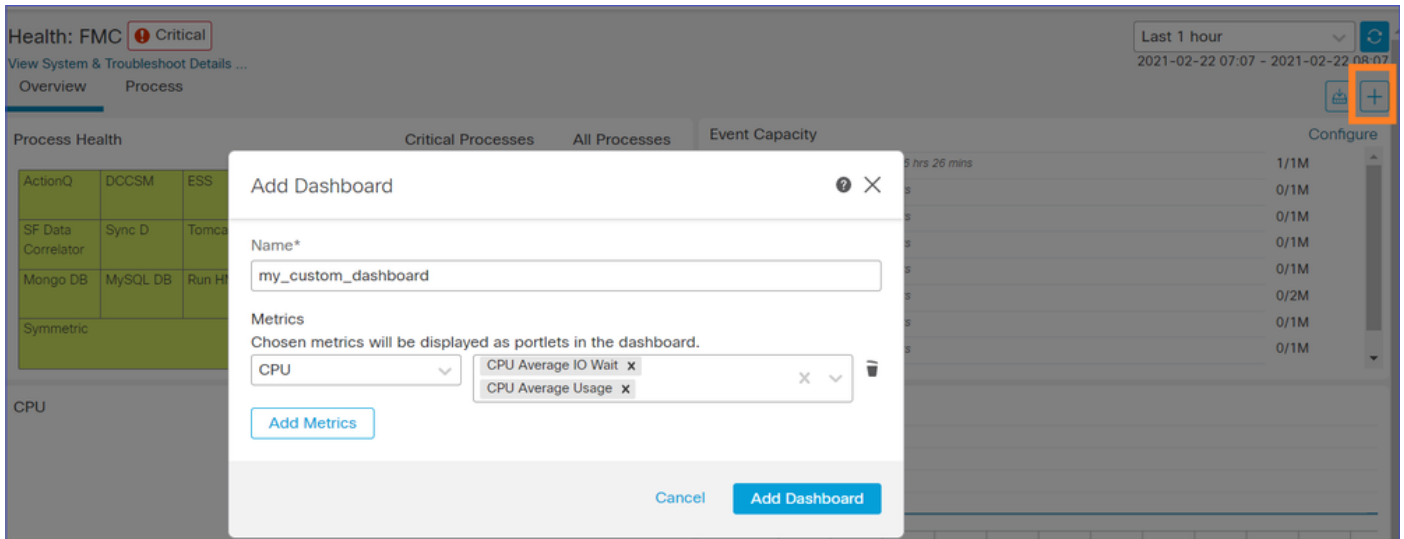 Health: FMC Critical
Last 1 hour
View System & Troubleshoot Details ...
2021-02-22 07:07 - 2021-02-22 08:07
Overview Process
Process Health Critical Processes All Processes
Event Capacity Configure
ActionQ DCCSM ESS
hrs 26 mins 1/1M
0/1M
0/1M
SF Data Correlator Sync D
0/1M
Mongo DB MySQL DB Run
0/1M
0/2M
Symmetric
0/1M
0/1M
CPU
Add Dashboard
Name*
my_custom_dashboard
Metrics
Chosen metrics will be displayed as portlets in the dashboard.
CPU
CPU Average IO Wait x
CPU Average Usage x
Add Metrics
Cancel Add Dashboard